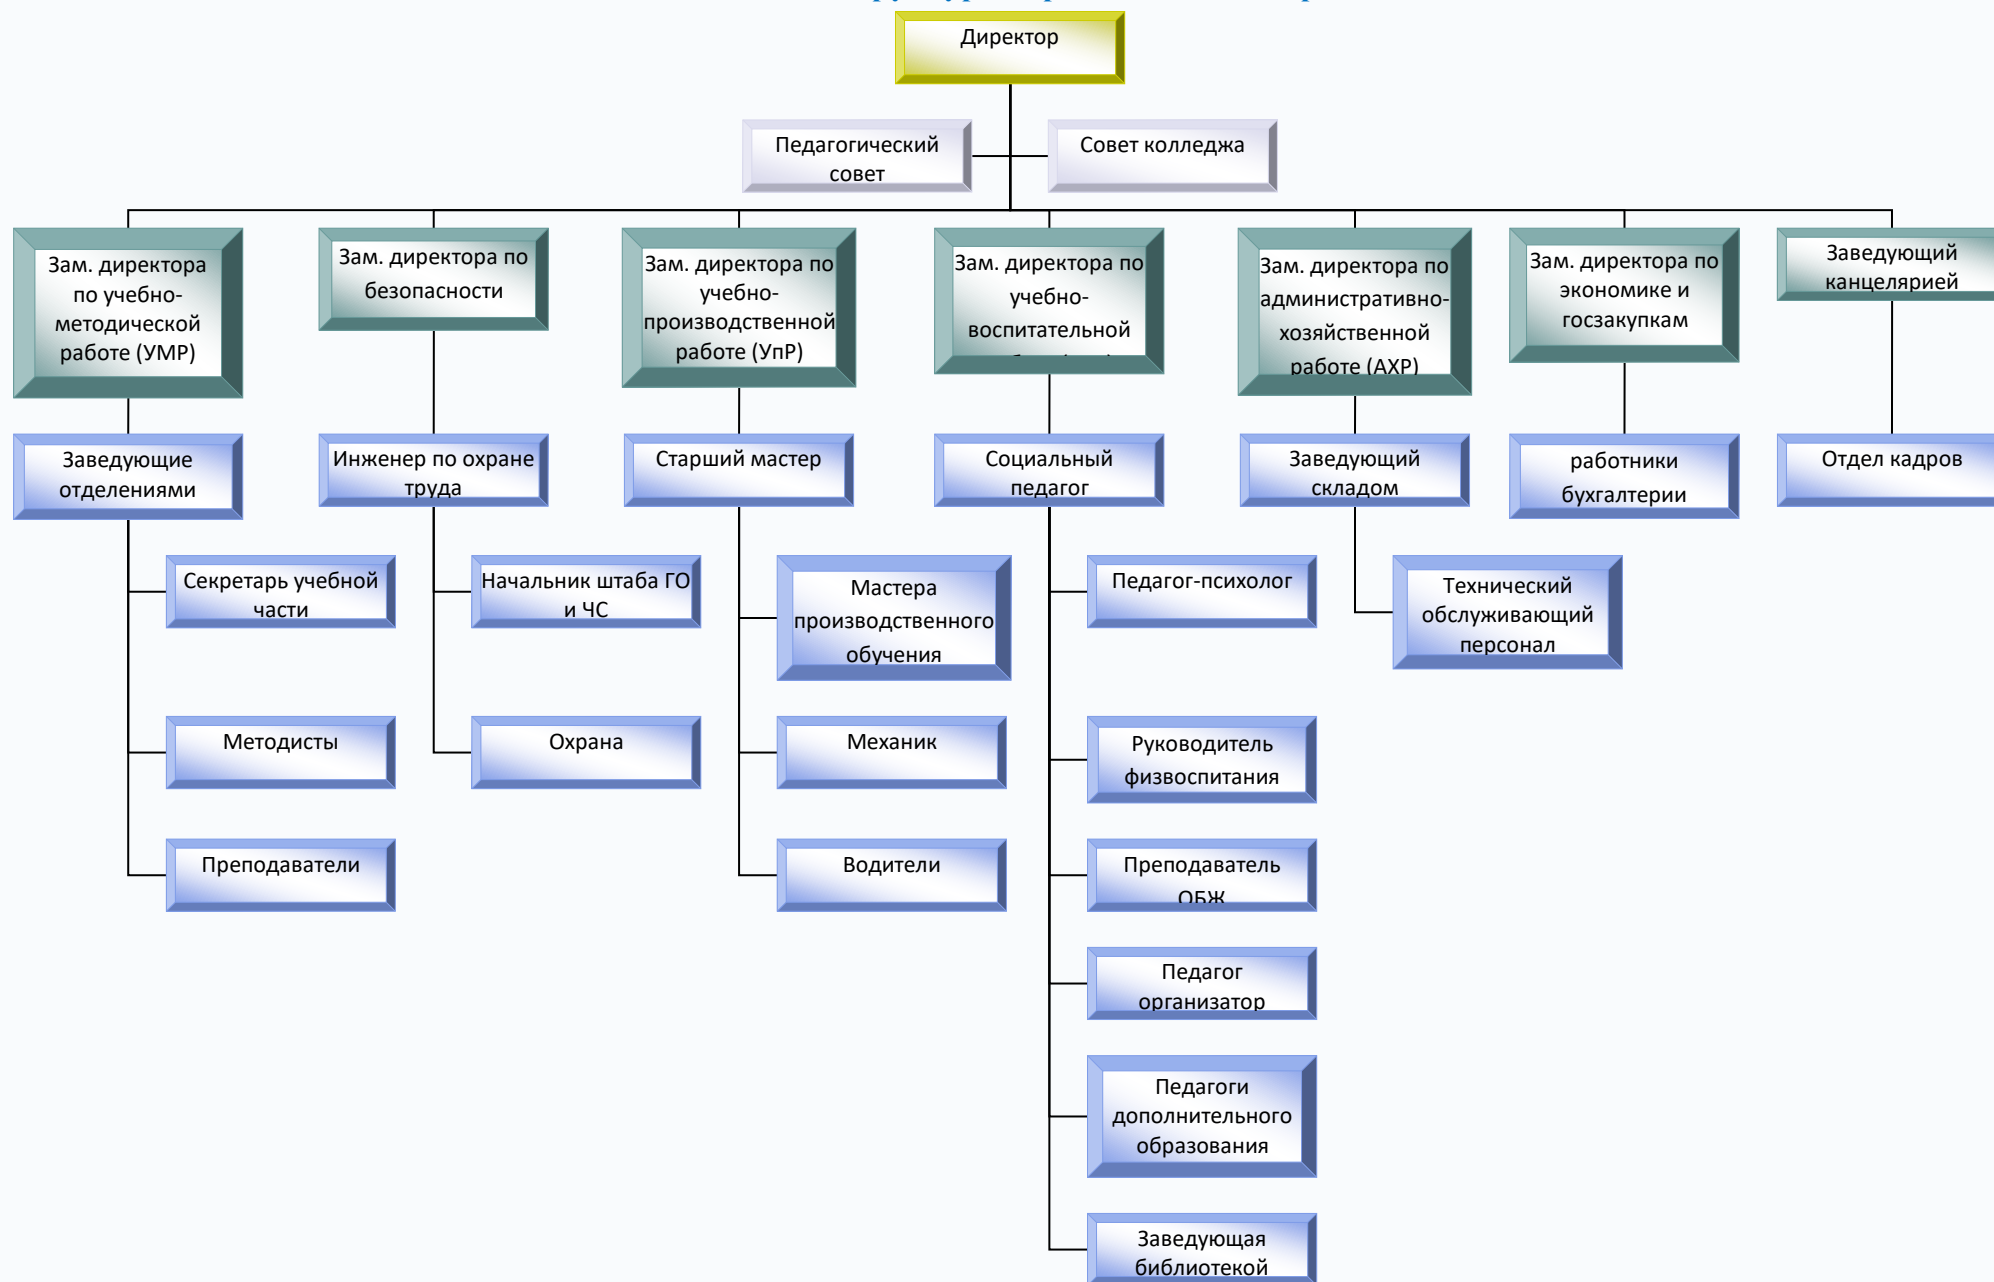 Директор
Педагогический
совет
Совет колледжа
Зам. директора
по учебно-
методической
работе (УМР)
Зам. директора по
безопасности
Зам. директора по
учебно-
производственной
работе (УпР)
Зам. директора по
учебно-
воспитательной
Зам. директора по
административно-
хозяйственной
работе (АХР)
Зам. директора по
экономике и
госзакупкам
Заведующий
канцелярией
Заведующие
отделениями
Инженер по охране
труда
Старший мастер
Социальный
педагог
Заведующий
складом
работники
бухгалтерии
Отдел кадров
Секретарь учебной
части
Начальник штаба ГО
и ЧС
Мастера
производственного
обучения
Педагог-психолог
Технический
обслуживающий
персонал
Методисты
Охрана
Механик
Руководитель
физвоспитания
Преподаватели
Водители
Преподаватель
ОБЖ
Педагог
организатор
Педагоги
дополнительного
образования
Заведующая
библиотекой